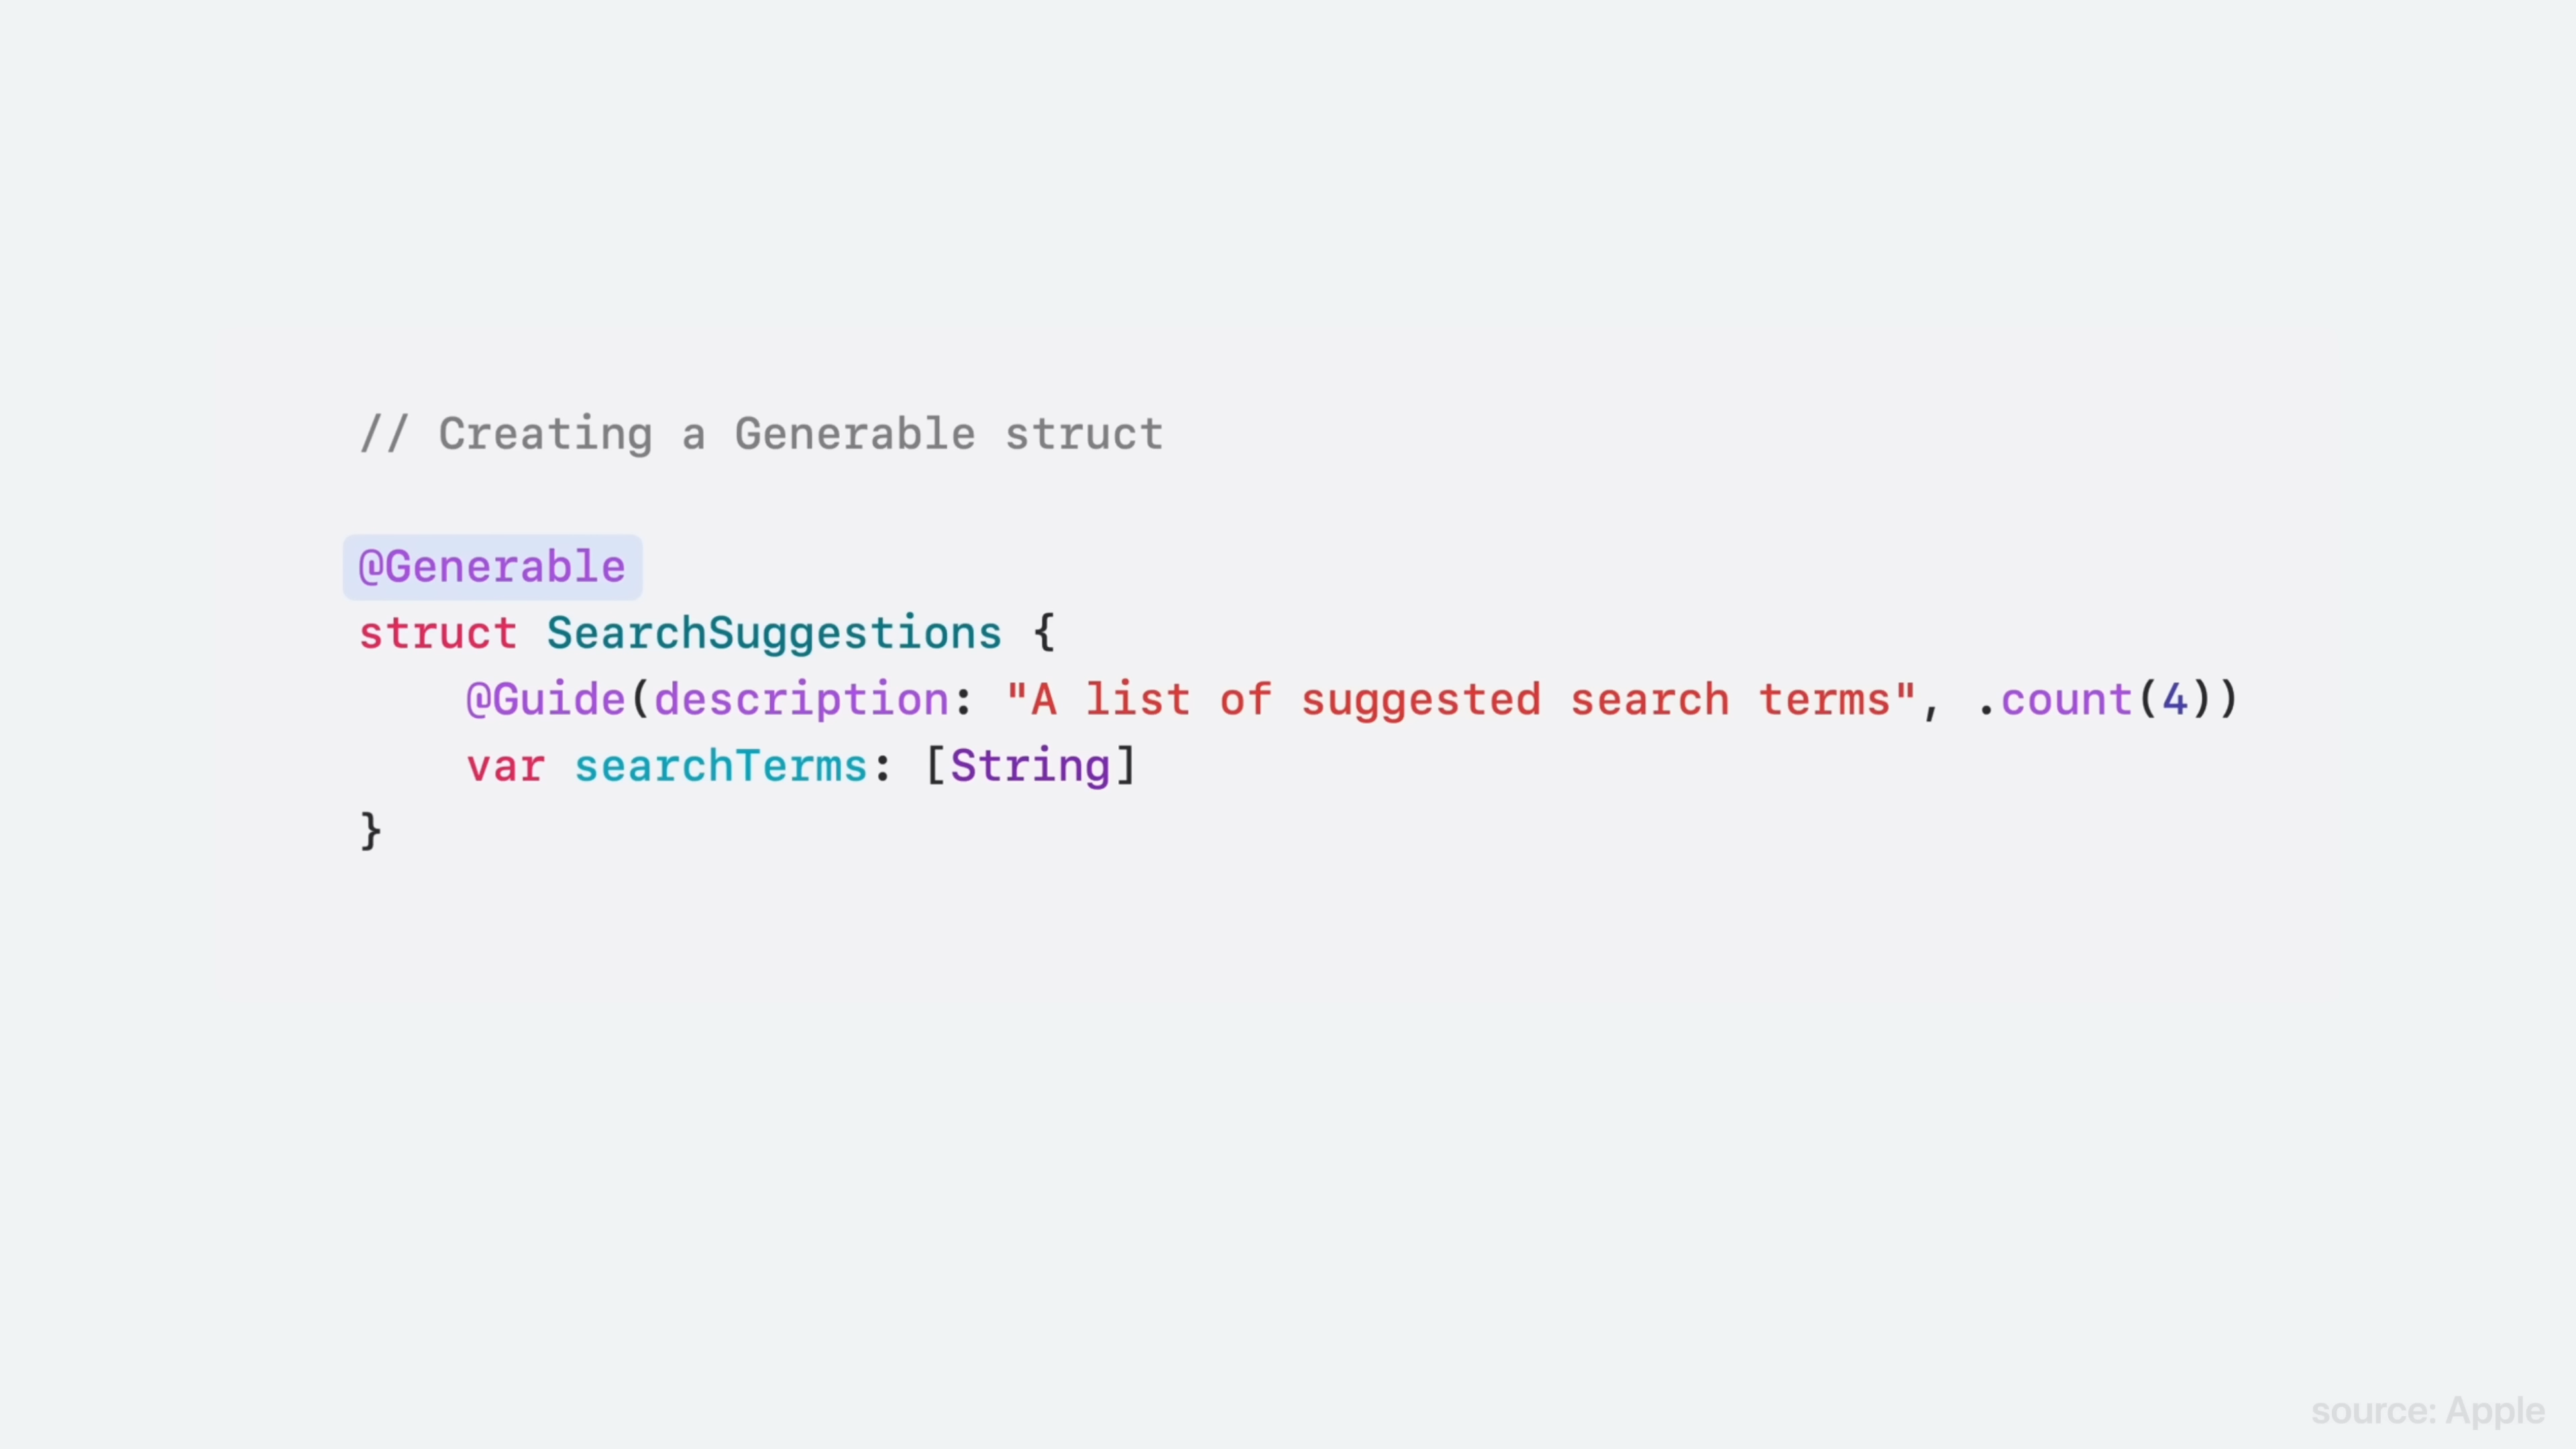 // Creating a Generable struct
@Generable
struct SearchSuggestions {
    @Guide(description: "A list of suggested search terms", .count(4))
    var searchTerms: [String]
}
source: Apple